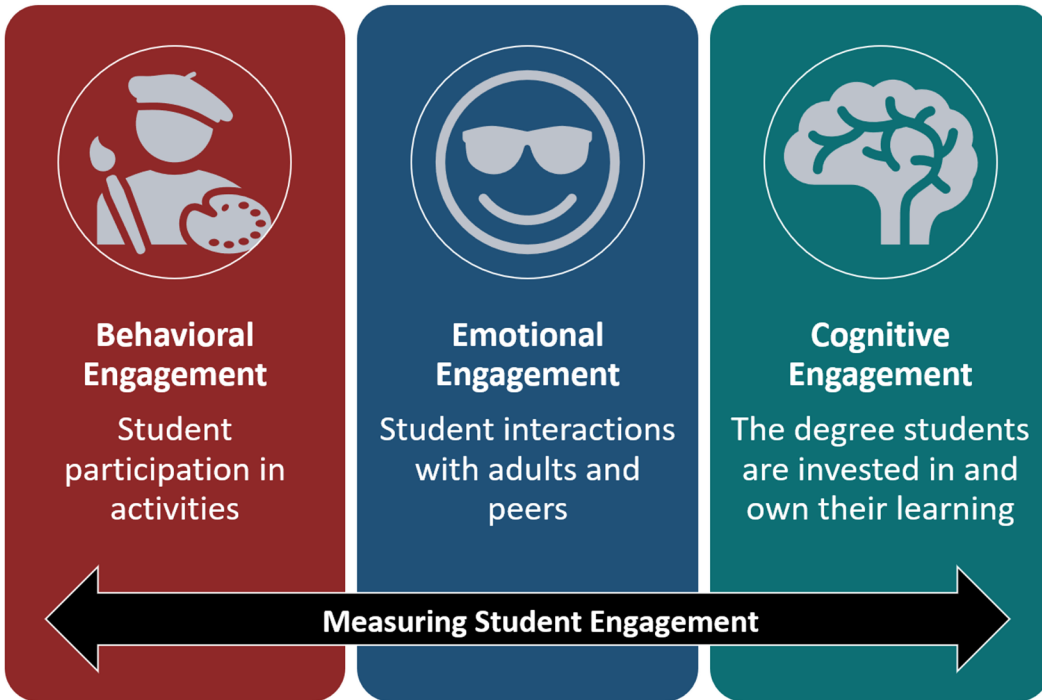 Behavioral
Engagement
Student
participation in
activities
Emotional
Engagement
Student interactions
with adults and
peers
Cognitive
Engagement
The degree students
are invested in and
own their learning
Measuring Student Engagement